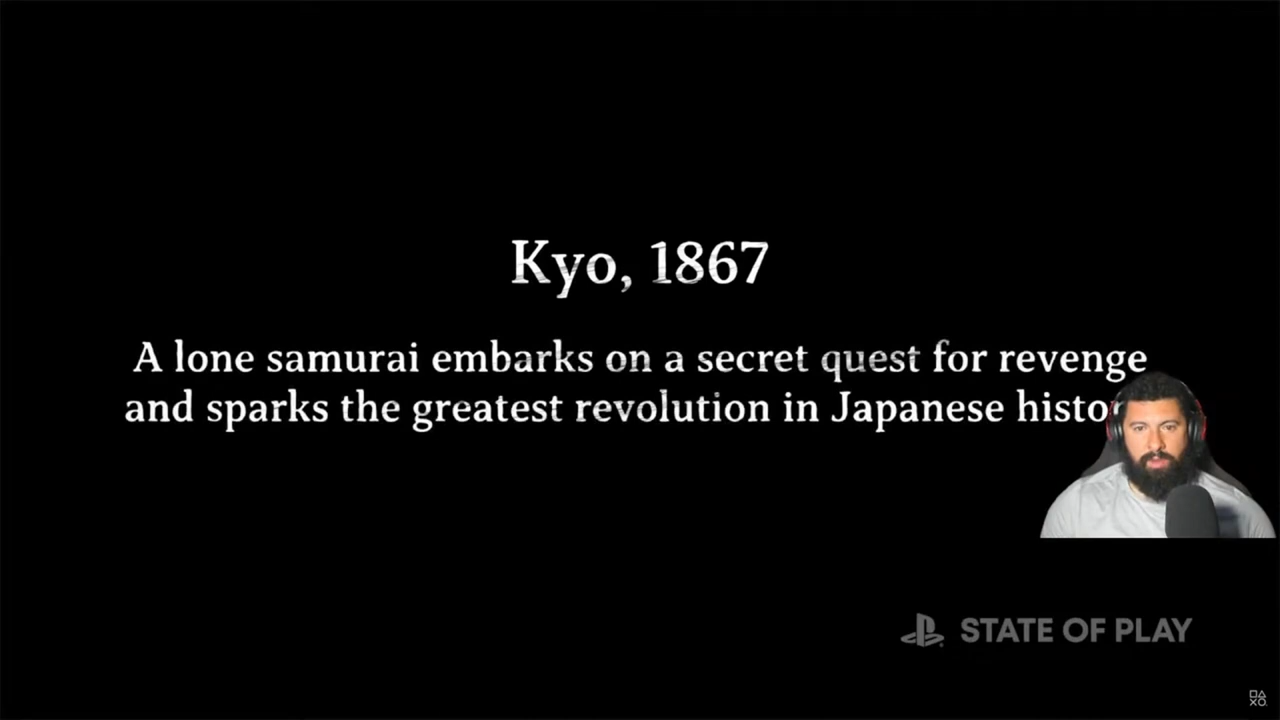 Kyo, 1867
A lone samurai embarks on a secret quest for revenge
and sparks the greatest revolution in Japanese
STATE OF PLAY